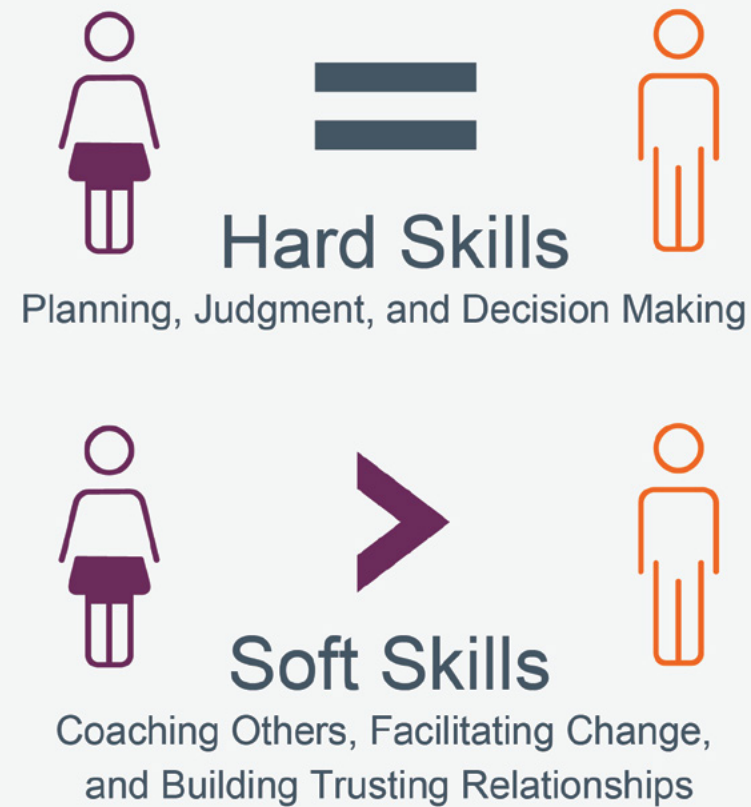 Hard Skills
Planning, Judgment, and Decision Making
Soft Skills
Coaching Others, Facilitating Change,
and Building Trusting Relationships